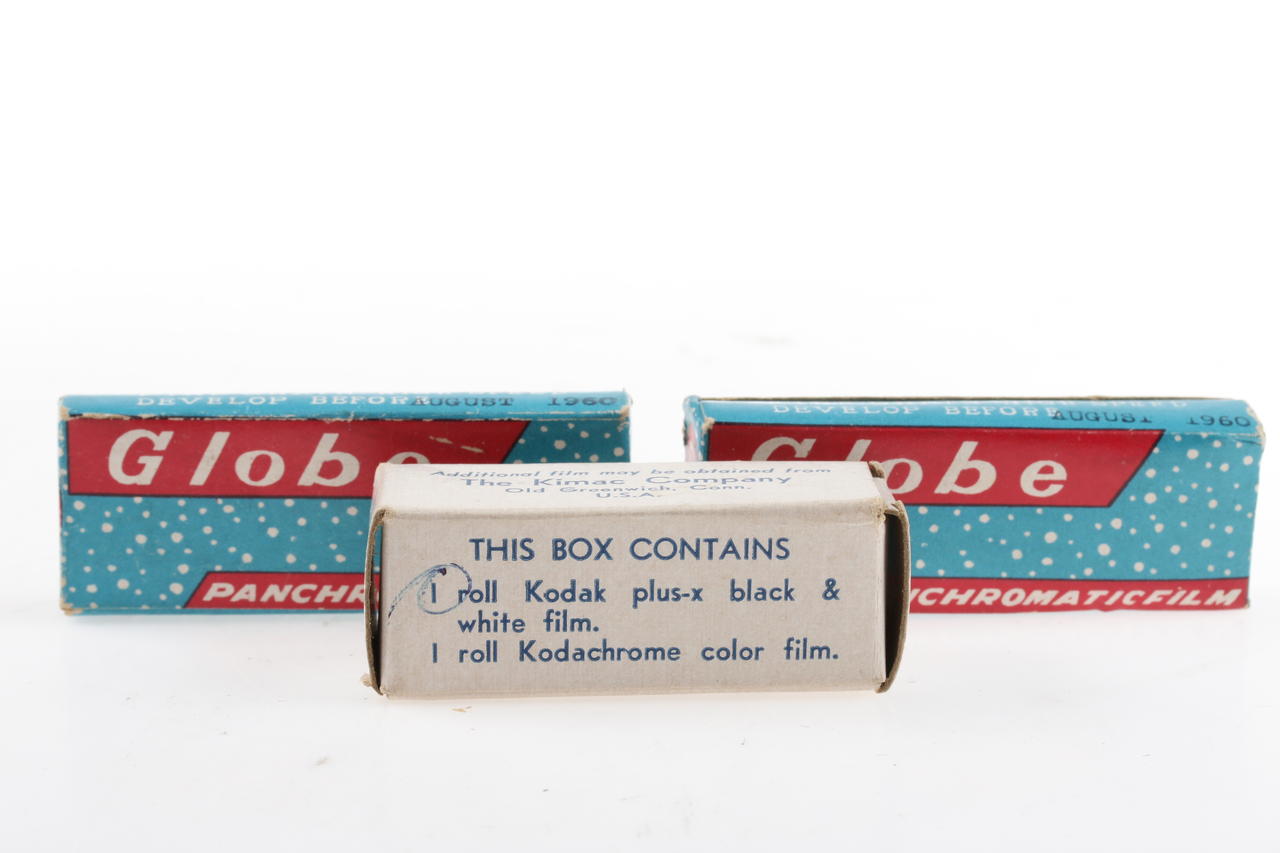 DEVELOP BEFORE AUGUST 1960
Globe
PANCHR
DEVELOP BEFORE AUGUST 1960
Globe
NCHROMATIC FILM
Additional film may be obtained from
The Kimac Company
Old Greenwich, Conn.
U.S.A.
THIS BOX CONTAINS
1 roll Kodak plus-x black &
white film.
1 roll Kodachrome color film.